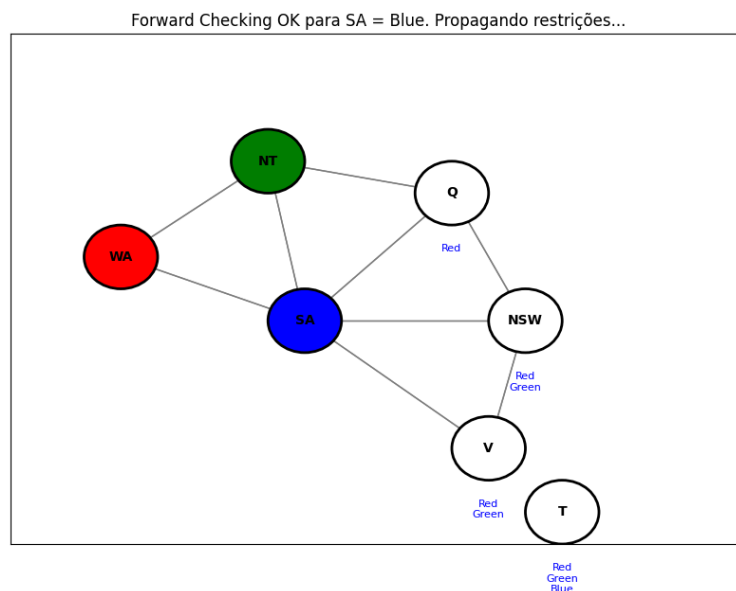 Forward Checking OK para SA = Blue. Propagando restrições...
NT
Q
Red
WA
SA
NSW
Red
Green
V
Red
Green
T
Red
Green
Blue